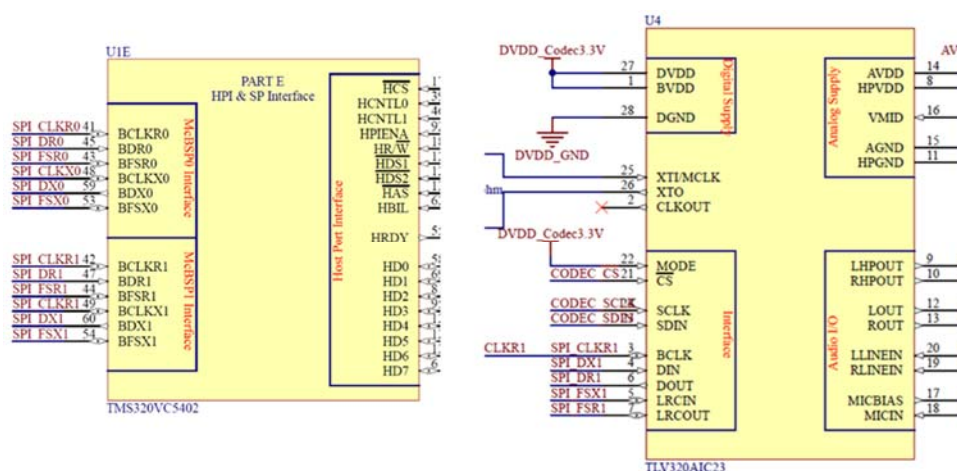 U1E
PART E
HPI & SP Interface
McBSP0 Interface
McBSP1 Interface
Host Port Interface
SPI_CLKR0 41 BCLKR0
SPI_DR0 45 BDR0
SPI_FSR0 43 BFSR0
SPI_CLKX0 48 BCLKX0
SPI_DX0 59 BDX0
SPI_FSX0 53 BFSX0
SPI_CLKR1 42 BCLKR1
SPI_DR1 47 BDR1
SPI_FSR1 44 BFSR1
SPI_CLKR1 49 BCLKX1
SPI_DX1 60 BDX1
SPI_FSX1 54 BFSX1
HCS
HCNTL0
HCNTL1
HPIENA
HR/W
HDS1
HDS2
HAS
HBIL
HRDY
HD0
HD1
HD2
HD3
HD4
HD5
HD6
HD7
TMS320VC5402
U4
DVDD_Codec3.3V
27 DVDD
1 BVDD
28 DGND
DVDD_GND
Digital Supply
25 XTI/MCLK
26 XTO
2 CLKOUT
DVDD_Codec3.3V
22 MODE
CODEC_CS 21 CS
CODEC_SCLK SCLK
CODEC_SDIN SDIN
CLKR1 SPI_CLKR1 3 BCLK
SPI_DX1 4 DIN
SPI_DR1 6 DOUT
SPI_FSX1 5 LRCIN
SPI_FSR1 7 LRCOUT
Interface
Analog Supply
AVDD 14
HPVDD 8
VMID 16
AGND 15
HPGND 11
Audio I/O
LHPOUT 9
RHPOUT 10
LOUT 12
ROUT 13
LLINEIN 20
RLINEIN 19
MICBIAS 17
MICIN 18
TLV320AIC23